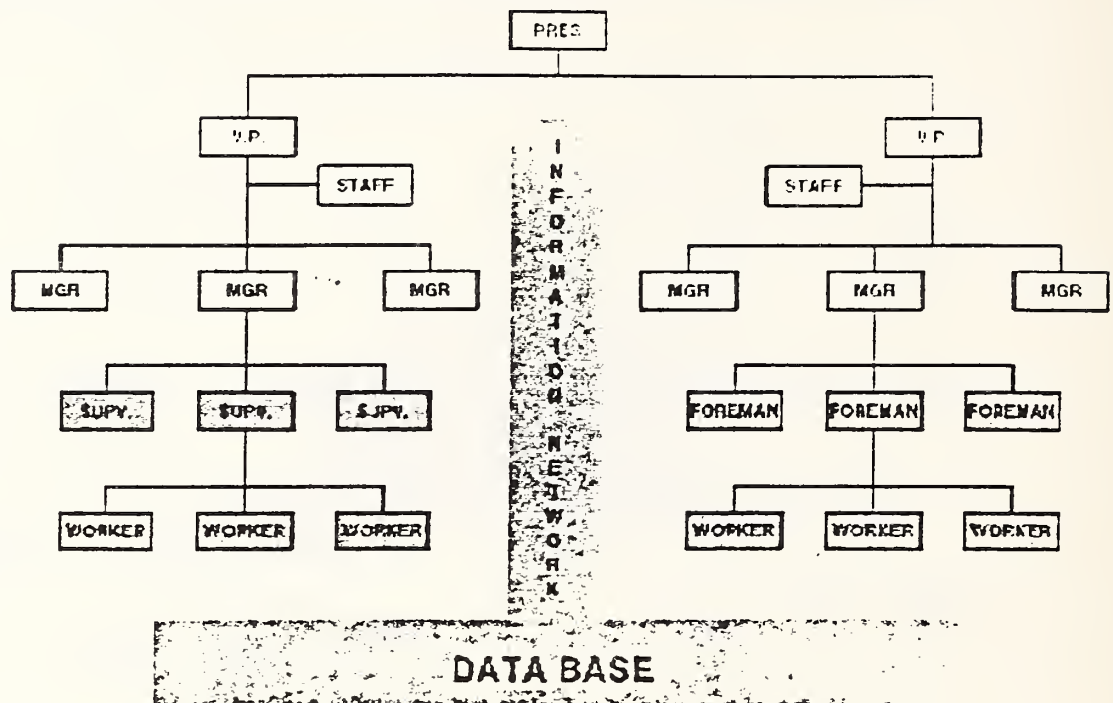 PRES
V.P. V.P.
STAFF STAFF
MGR MGR MGR MGR MGR MGR
SUPV. SUPV. SUPV. FOREMAN FOREMAN FOREMAN
WORKER WORKER WORKER WORKER WORKER WORKER
INFORMATION NETWORK
DATA BASE